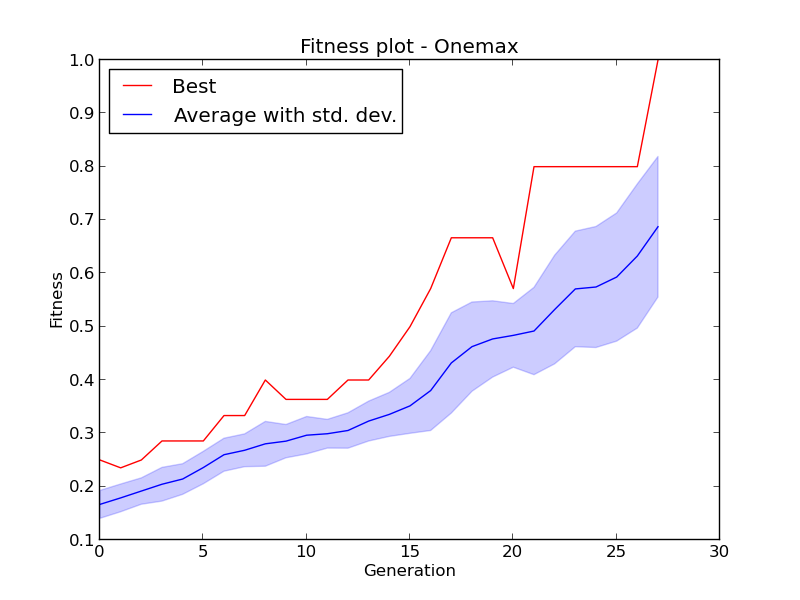 Fitness plot - Onemax
Best
Average with std. dev.
1.0
0.9
0.8
0.7
0.6
0.5
0.4
0.3
0.2
0.1
Fitness
0 5 10 15 20 25 30
Generation